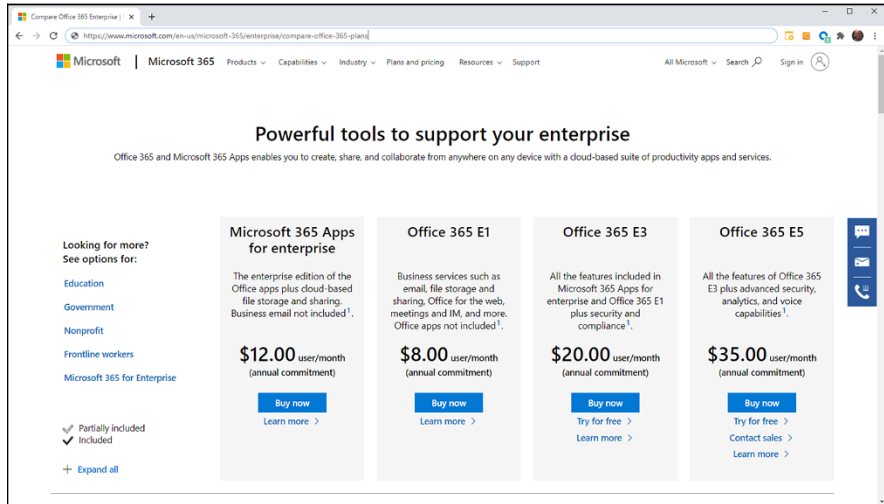 Compare Office 365 Enterprise |
https://www.microsoft.com/en-us/microsoft-365/enterprise/compare-office-365-plans
Microsoft Microsoft 365 Products Capabilities Industry Plans and pricing Resources Support All Microsoft Search Sign in
Powerful tools to support your enterprise
Office 365 and Microsoft 365 Apps enables you to create, share, and collaborate from anywhere on any device with a cloud-based suite of productivity apps and services.
Looking for more?
See options for:
Education
Government
Nonprofit
Frontline workers
Microsoft 365 for Enterprise
Partially included
Included
Expand all
Microsoft 365 Apps
for enterprise
The enterprise edition of the
Office apps plus cloud-based
file storage and sharing.
Business email not included1.
$12.00 user/month
(annual commitment)
Buy now
Learn more
Office 365 E1
Business services such as
email, file storage and
sharing, Office for the web,
meetings and IM, and more.
Office apps not included1.
$8.00 user/month
(annual commitment)
Buy now
Learn more
Office 365 E3
All the features included in
Microsoft 365 Apps for
enterprise and Office 365 E1
plus security and
compliance1.
$20.00 user/month
(annual commitment)
Buy now
Try for free
Learn more
Office 365 E5
All the features of Office 365
E3 plus advanced security,
analytics, and voice
capabilities1.
$35.00 user/month
(annual commitment)
Buy now
Try for free
Contact sales
Learn more